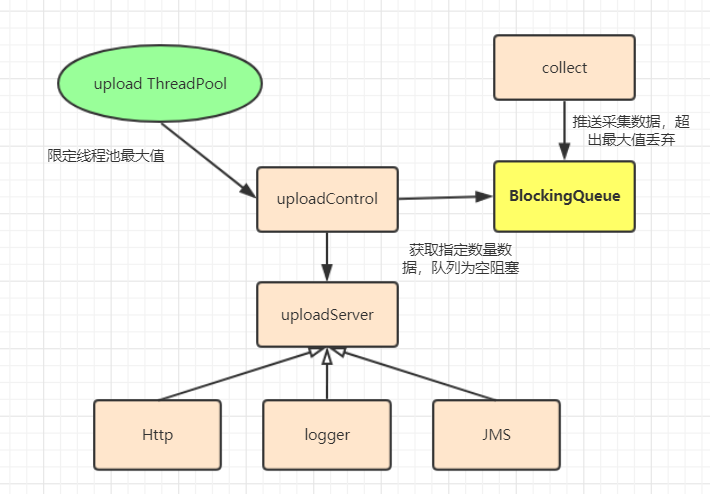 upload ThreadPool
collect
推送采集数据，超
出最大值丢弃
限定线程池最大值
uploadControl
BlockingQueue
获取指定数量数
据，队列为空阻塞
uploadServer
Http
logger
JMS